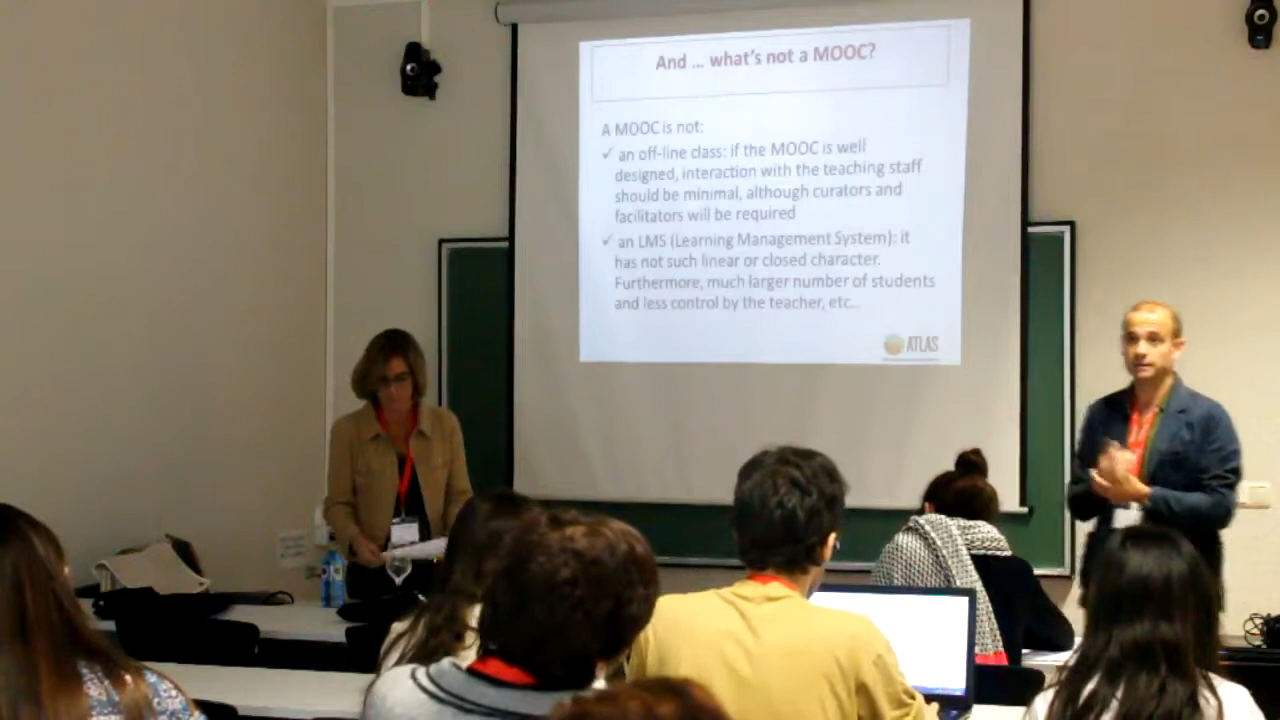 And ... what's not a MOOC?
A MOOC is not:
✓ an off-line class: if the MOOC is well
designed, interaction with the teaching staff
should be minimal, although curators and
facilitators will be required
✓ an LMS (Learning Management System): it
has not such linear or closed character.
Furthermore, much larger number of students
and less control by the teacher, etc..
ATLAS